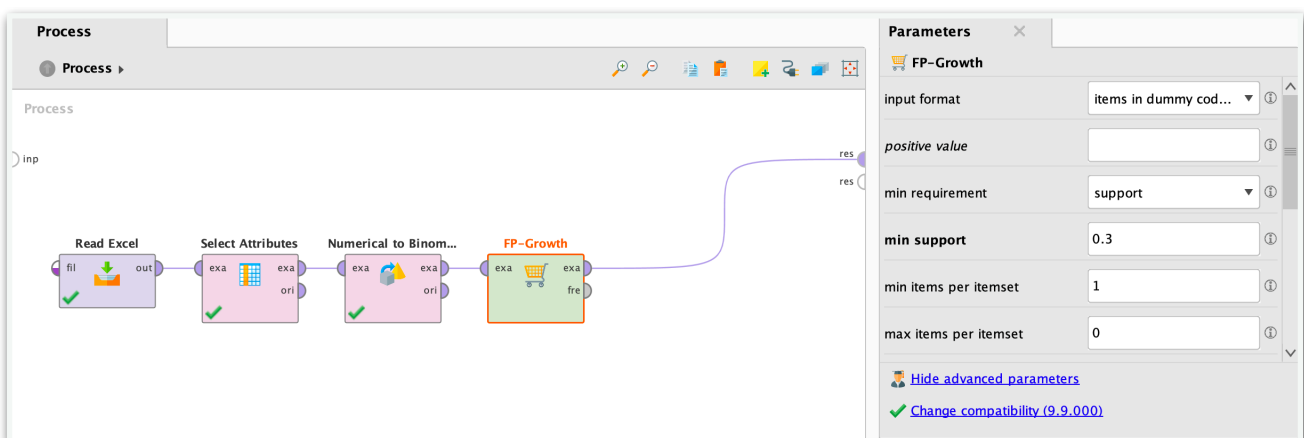 Process
Process
Process
inp
res
res
Read Excel
fil
out
Select Attributes
exa
exa
ori
Numerical to Binom...
exa
exa
ori
FP-Growth
exa
exa
fre
Parameters
FP-Growth
input format
items in dummy cod...
positive value
min requirement
support
min support
0.3
min items per itemset
1
max items per itemset
0
Hide advanced parameters
Change compatibility (9.9.000)